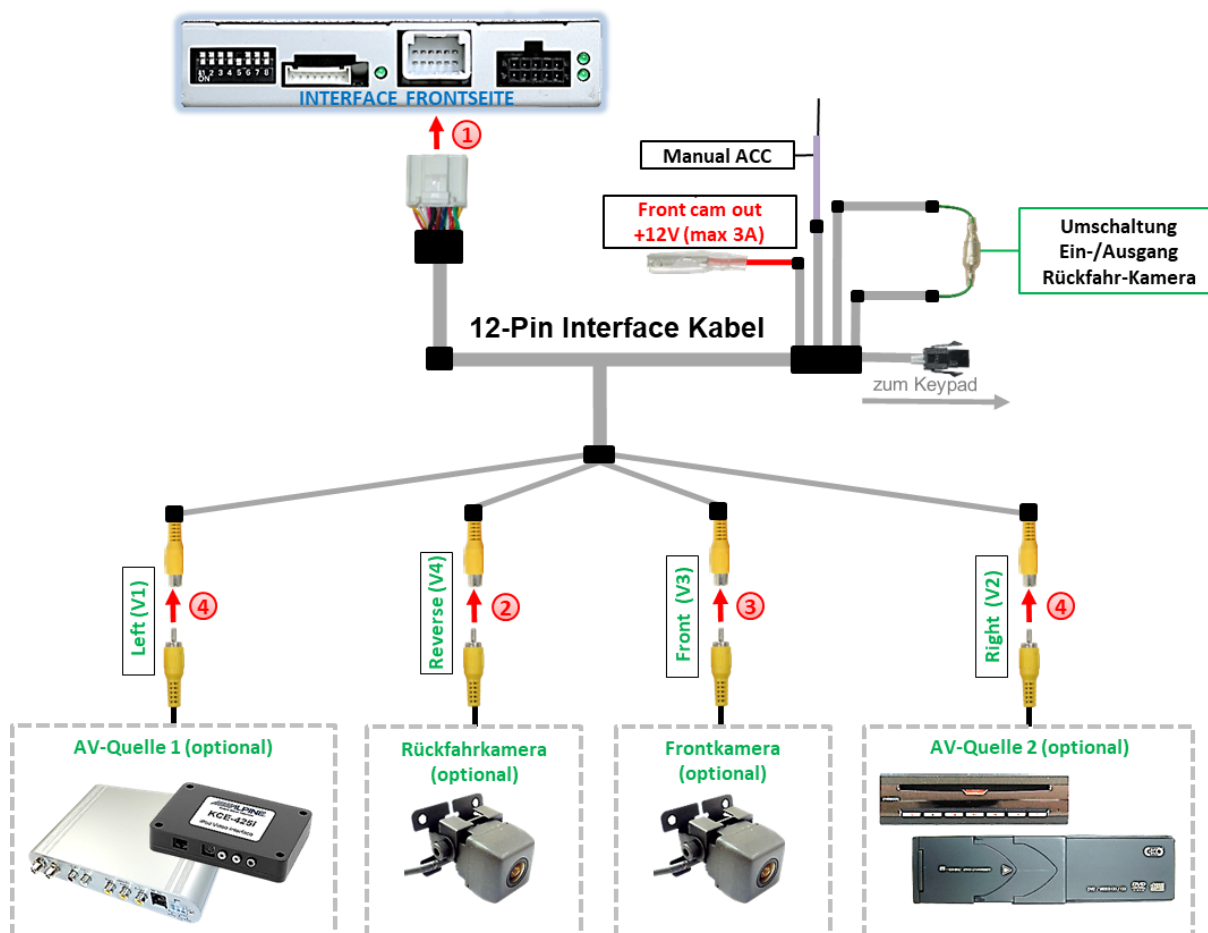 1 2 3 4 5 6 7 8
ON
INTERFACE FRONTSEITE
1
Manual ACC
Front cam out
+12V (max 3A)
Umschaltung
Ein-/Ausgang
Rückfahr-Kamera
12-Pin Interface Kabel
zum Keypad
Left (V1)
4
Reverse (V4)
2
Front (V3)
3
Right (V2)
4
AV-Quelle 1 (optional)
Rückfahrkamera
(optional)
Frontkamera
(optional)
AV-Quelle 2 (optional)
ALPINE
KCE-425i
iPod Video Interface